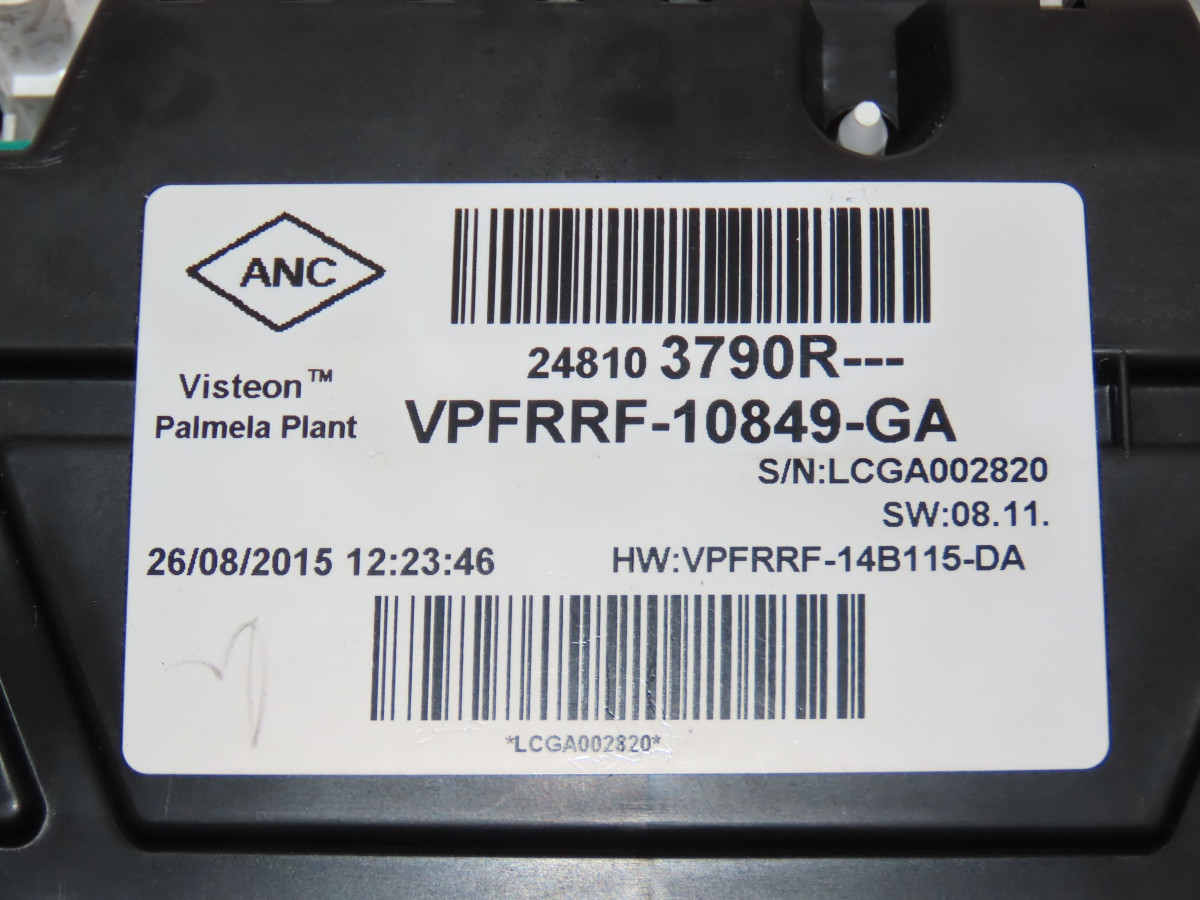 ANC
24810 3790R---
Visteon™
Palmela Plant
VPFRRF-10849-GA
S/N:LCGA002820
SW:08.11.
26/08/2015 12:23:46
HW:VPFRRF-14B115-DA
*LCGA002820*